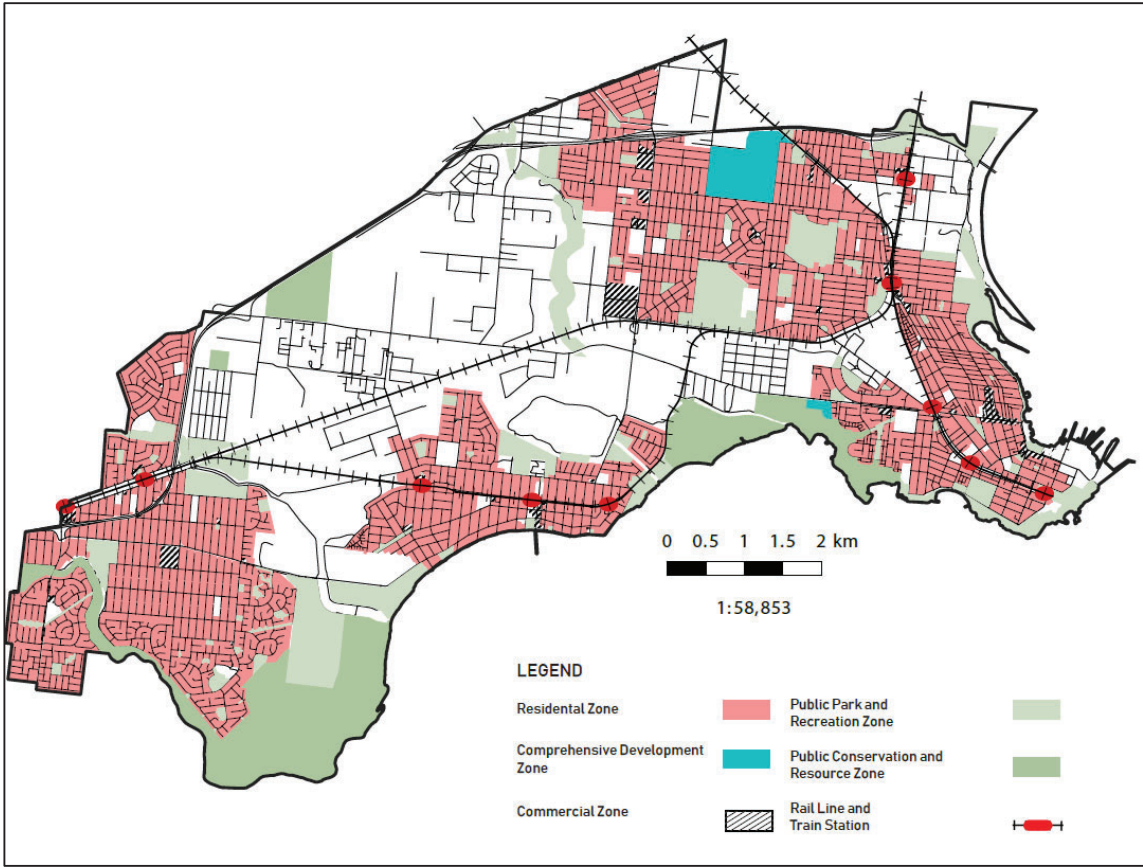 0 0.5 1 1.5 2 km
1:58,853
LEGEND
Residental Zone
Public Park and
Recreation Zone
Comprehensive Development
Zone
Public Conservation and
Resource Zone
Commercial Zone
Rail Line and
Train Station